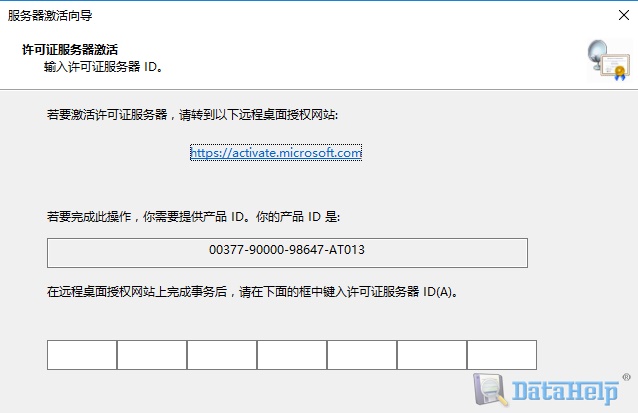 服务器激活向导
许可证服务器激活
输入许可证服务器 ID。
若要激活许可证服务器，请转到以下远程桌面授权网站:
https://activate.microsoft.com
若要完成此操作，你需要提供产品 ID。你的产品 ID 是:
00377-90000-98647-AT013
在远程桌面授权网站上完成事务后，请在下面的框中键入许可证服务器 ID(A)。
DataHelp®